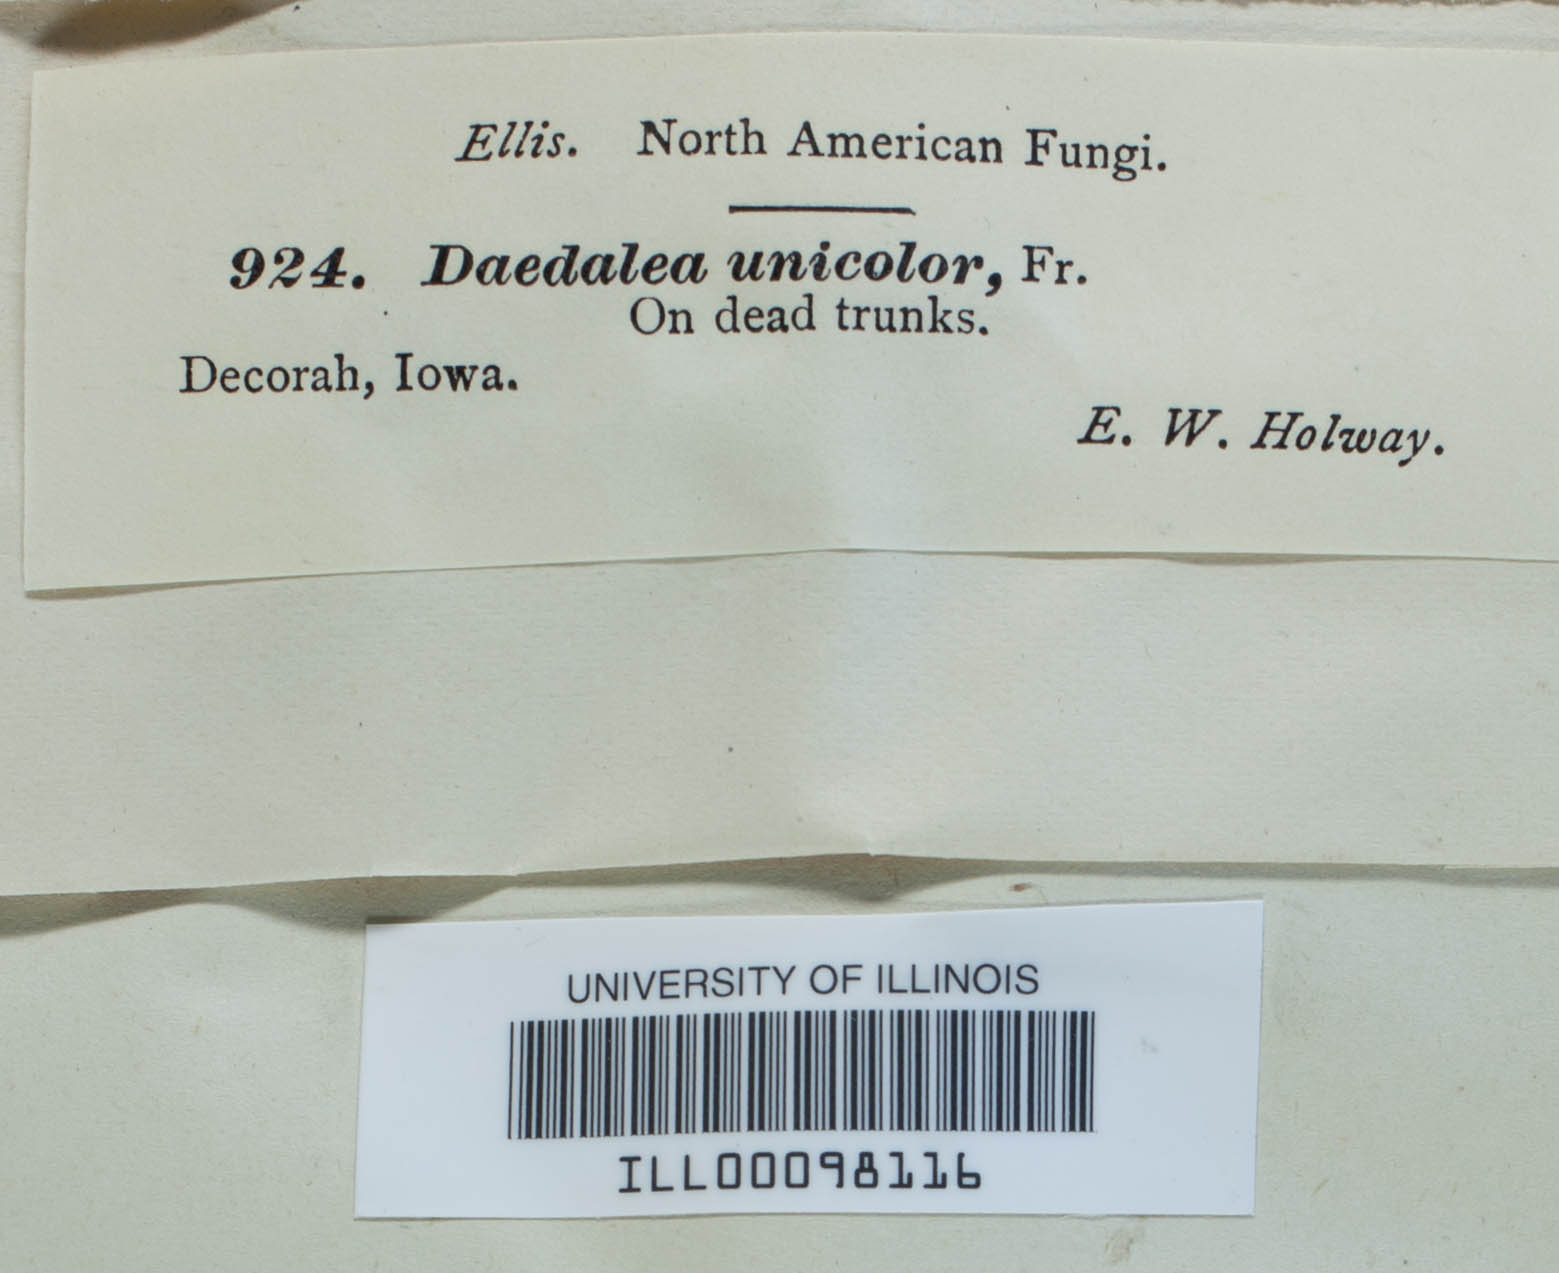 Ellis. North American Fungi.
924. Daedalea unicolor, Fr.
On dead trunks.
Decorah, Iowa.
E. W. Holway.
UNIVERSITY OF ILLINOIS
ILL00098116